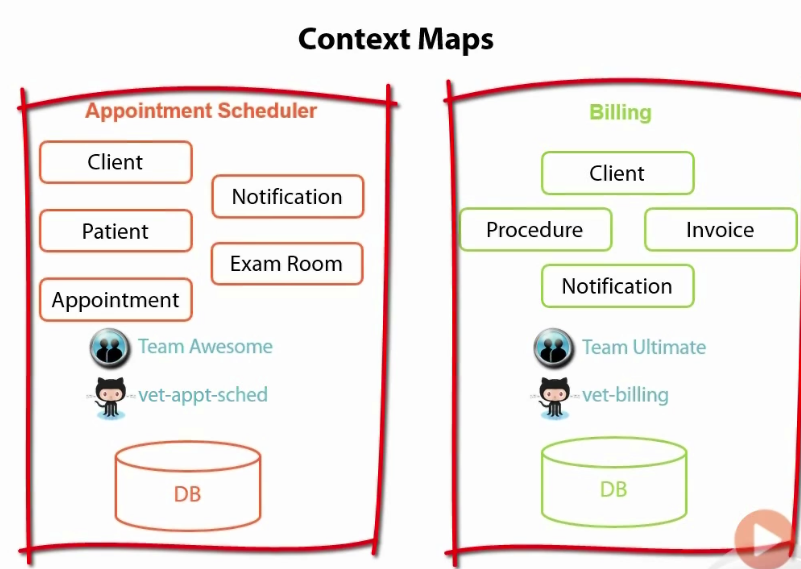 Context Maps
Appointment Scheduler
Client
Notification
Patient
Exam Room
Appointment
Team Awesome
vet-appt-sched
DB
Billing
Client
Procedure
Invoice
Notification
Team Ultimate
vet-billing
DB